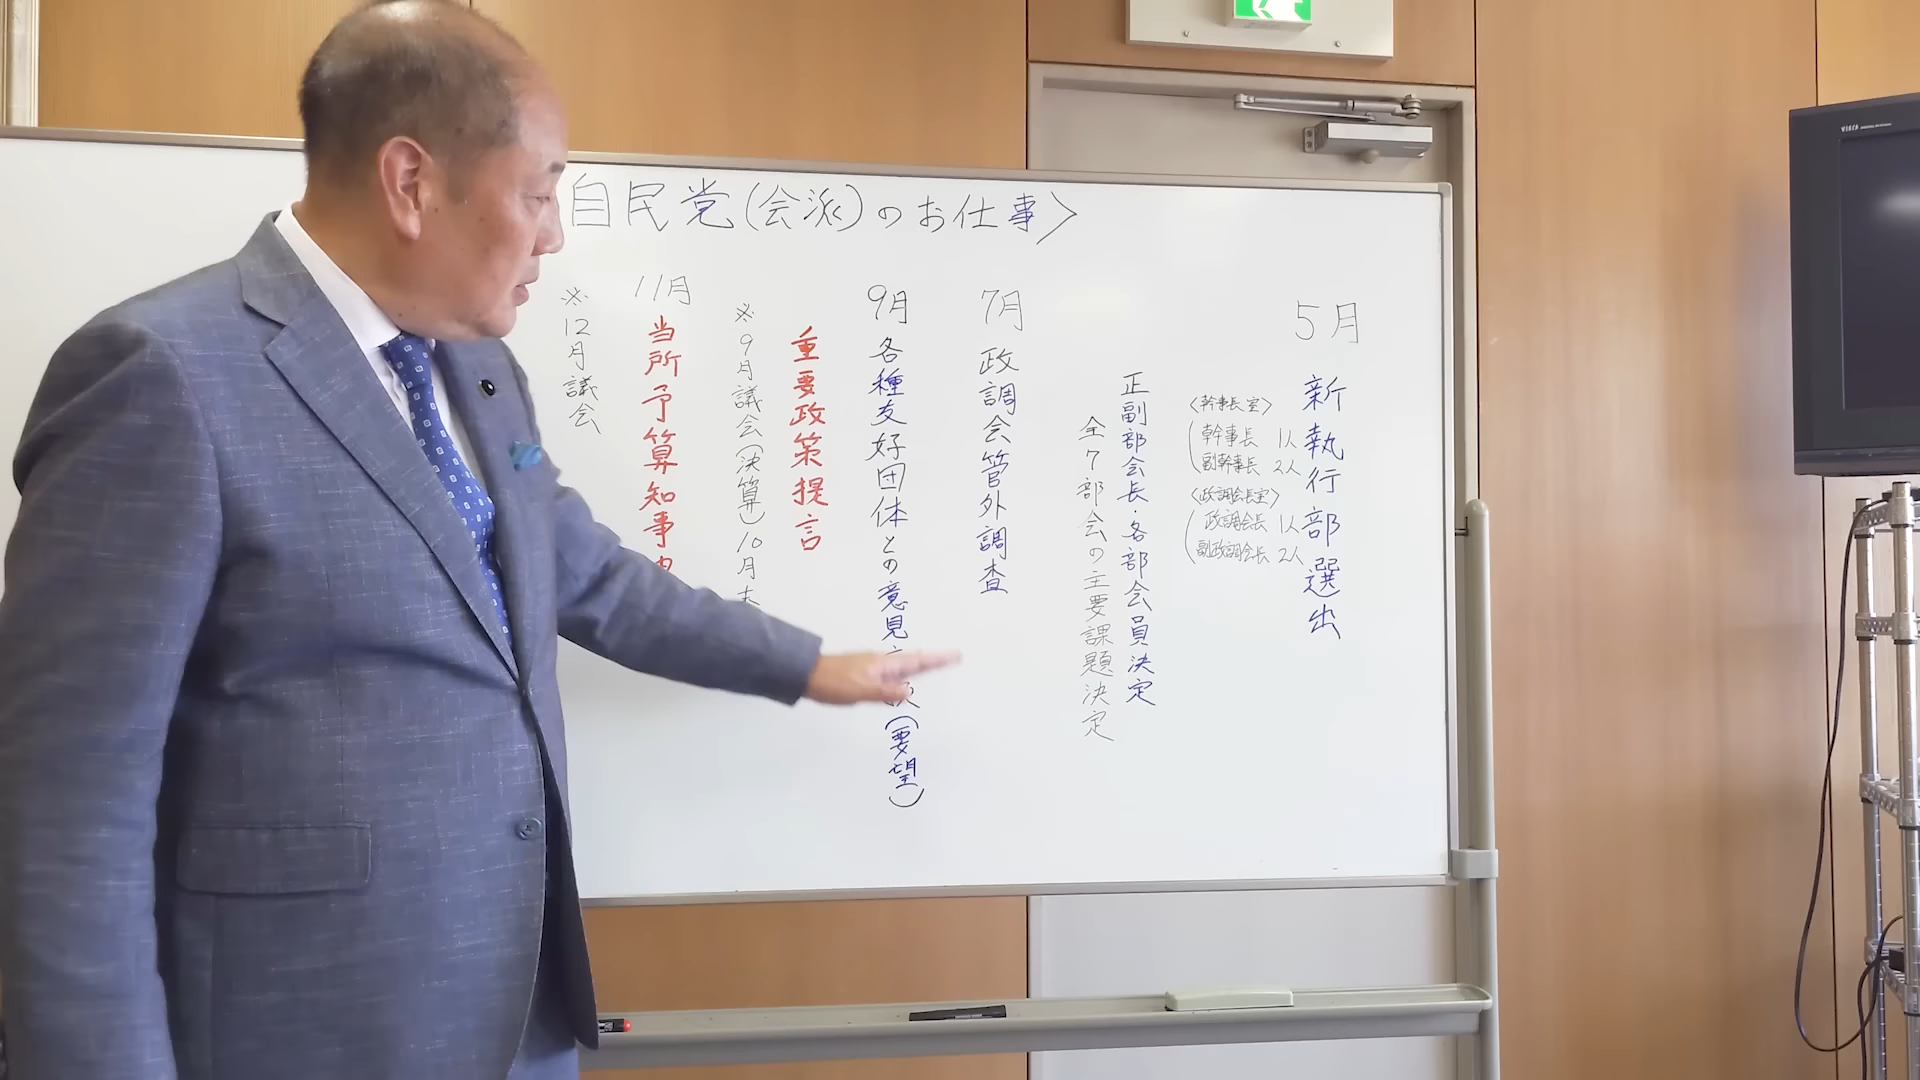 自民党(会派)のお仕事>
5月
新執行部選出
<幹事長室>
幹事長 1人
副幹事長 2人
<政調会長室>
政調会長 1人
副政調会長 2人
正副部会長・各部会員決定
全7部会の主要課題決定
7月 政調会管外調査
9月 各種友好団体との意見
(要望)
重要政策提言
※9月議会(決算)10月末
11月
当所予算知事
※12月議会
VIERA